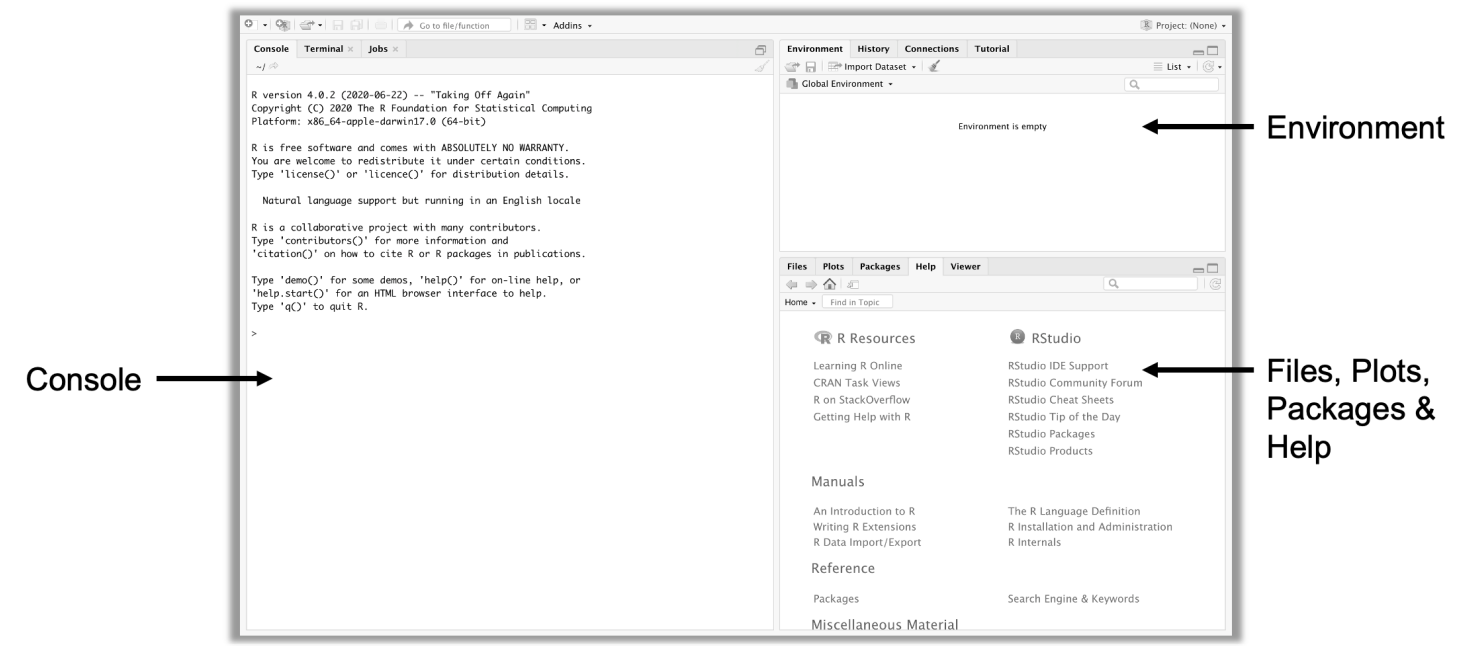 Go to file/function
Addins
Project: (None)
Console Terminal Jobs
~/
R version 4.0.2 (2020-06-22) -- "Taking Off Again"
Copyright (C) 2020 The R Foundation for Statistical Computing
Platform: x86_64-apple-darwin17.0 (64-bit)
R is free software and comes with ABSOLUTELY NO WARRANTY.
You are welcome to redistribute it under certain conditions.
Type 'license()' or 'licence()' for distribution details.
Natural language support but running in an English locale
R is a collaborative project with many contributors.
Type 'contributors()' for more information and
'citation()' on how to cite R or R packages in publications.
Type 'demo()' for some demos, 'help()' for on-line help, or
'help.start()' for an HTML browser interface to help.
Type 'q()' to quit R.
>
Console
Environment History Connections Tutorial
Import Dataset
List
Global Environment
Environment is empty
Environment
Files Plots Packages Help Viewer
Home Find in Topic
R Resources
Learning R Online
CRAN Task Views
R on StackOverflow
Getting Help with R
RStudio
RStudio IDE Support
RStudio Community Forum
RStudio Cheat Sheets
RStudio Tip of the Day
RStudio Packages
RStudio Products
Manuals
An Introduction to R
Writing R Extensions
R Data Import/Export
The R Language Definition
R Installation and Administration
R Internals
Reference
Packages
Search Engine & Keywords
Miscellaneous Material
Files, Plots,
Packages &
Help